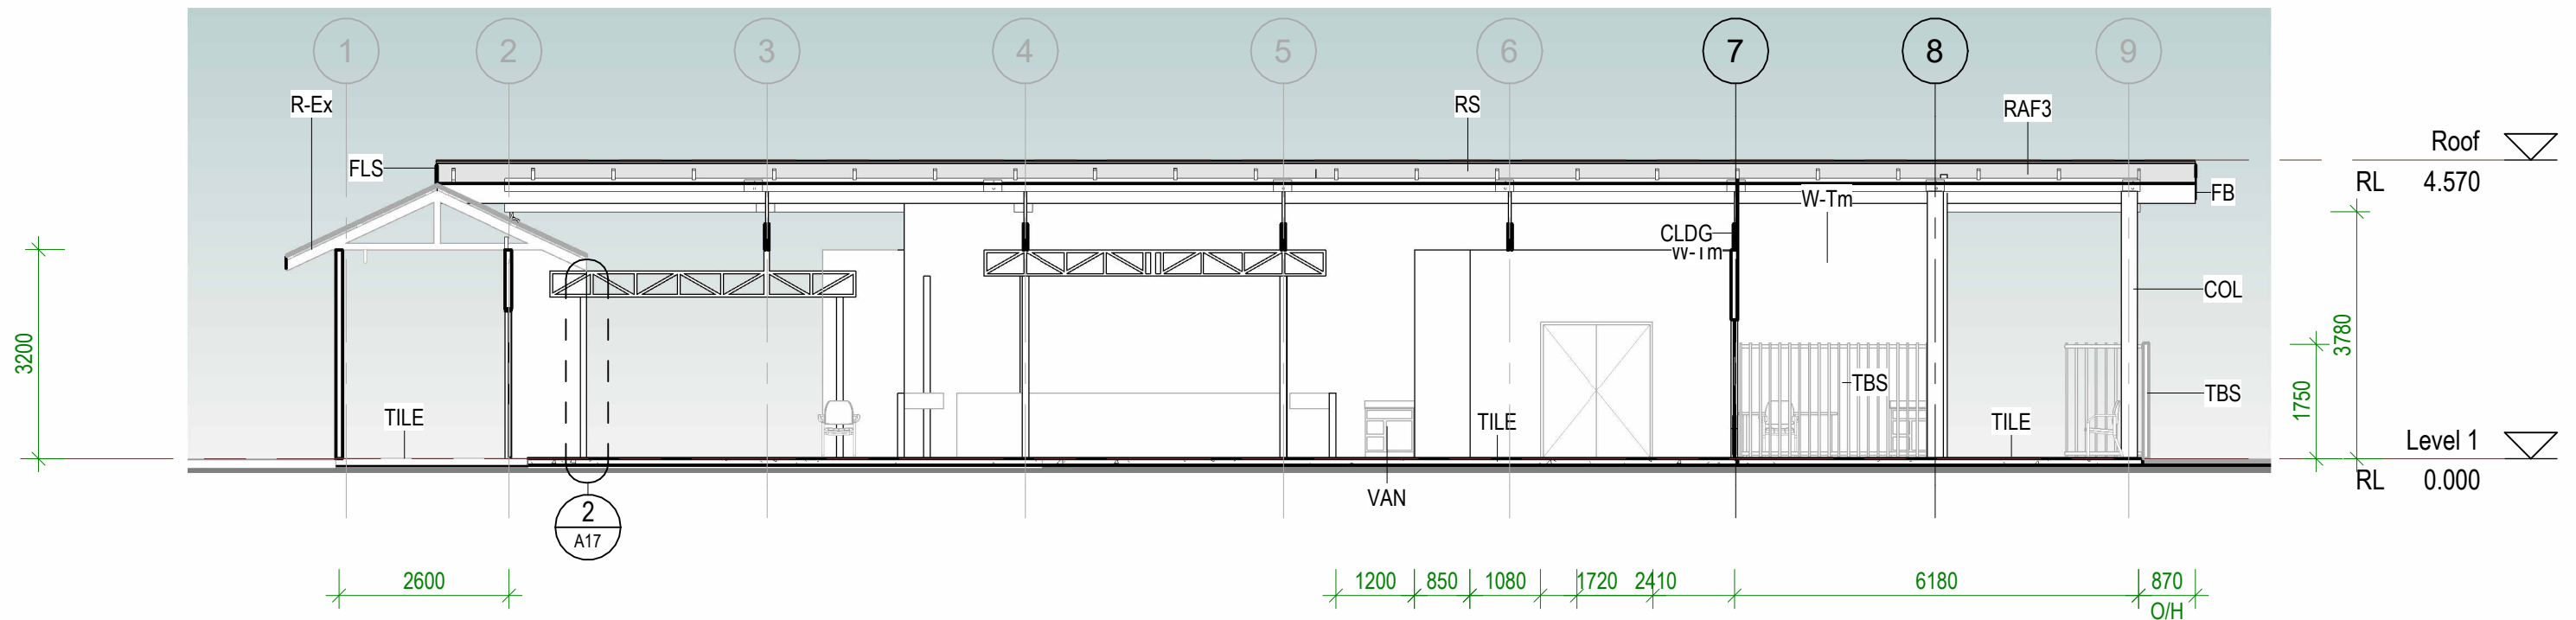 1
2
3
4
5
6
7
8
9
R-Ex
RS
RAF3
Roof
FLS
RL 4.570
FB
W-Tm
CLDG
W-Tm
COL
3200
3780
1750
TBS
TBS
TILE
TILE
TILE
Level 1
RL 0.000
VAN
2
A17
2600
1200
850
1080
1720
2410
6180
870
O/H